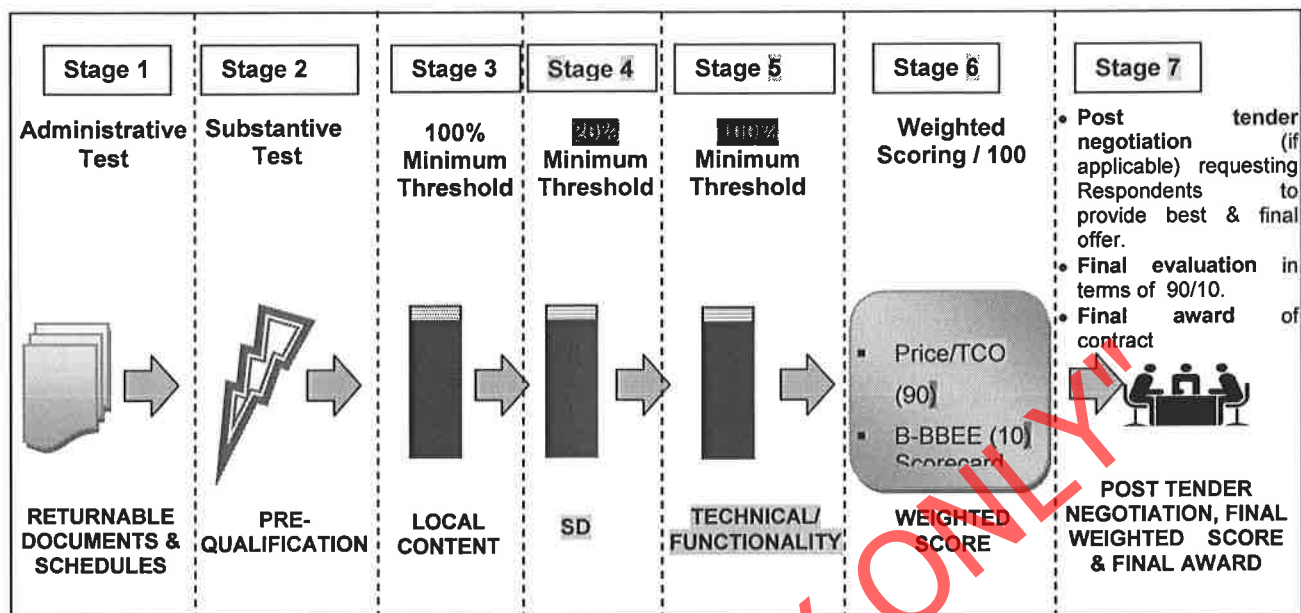 Stage 1
Administrative
Test
RETURNABLE
DOCUMENTS &
SCHEDULES
Stage 2
Substantive
Test
PRE-
QUALIFICATION
Stage 3
100%
Minimum
Threshold
LOCAL
CONTENT
Stage 4
20%
Minimum
Threshold
SD
Stage 5
100%
Minimum
Threshold
TECHNICAL/
FUNCTIONALITY
Stage 6
Weighted
Scoring / 100
▪ Price/TCO
(90)
▪ B-BBEE (10)
Scorecard
WEIGHTED
SCORE
Stage 7
• Post tender
negotiation (if
applicable) requesting
Respondents to
provide best & final
offer.
• Final evaluation in
terms of 90/10.
• Final award of
contract
POST TENDER
NEGOTIATION, FINAL
WEIGHTED SCORE
& FINAL AWARD
ONLY"